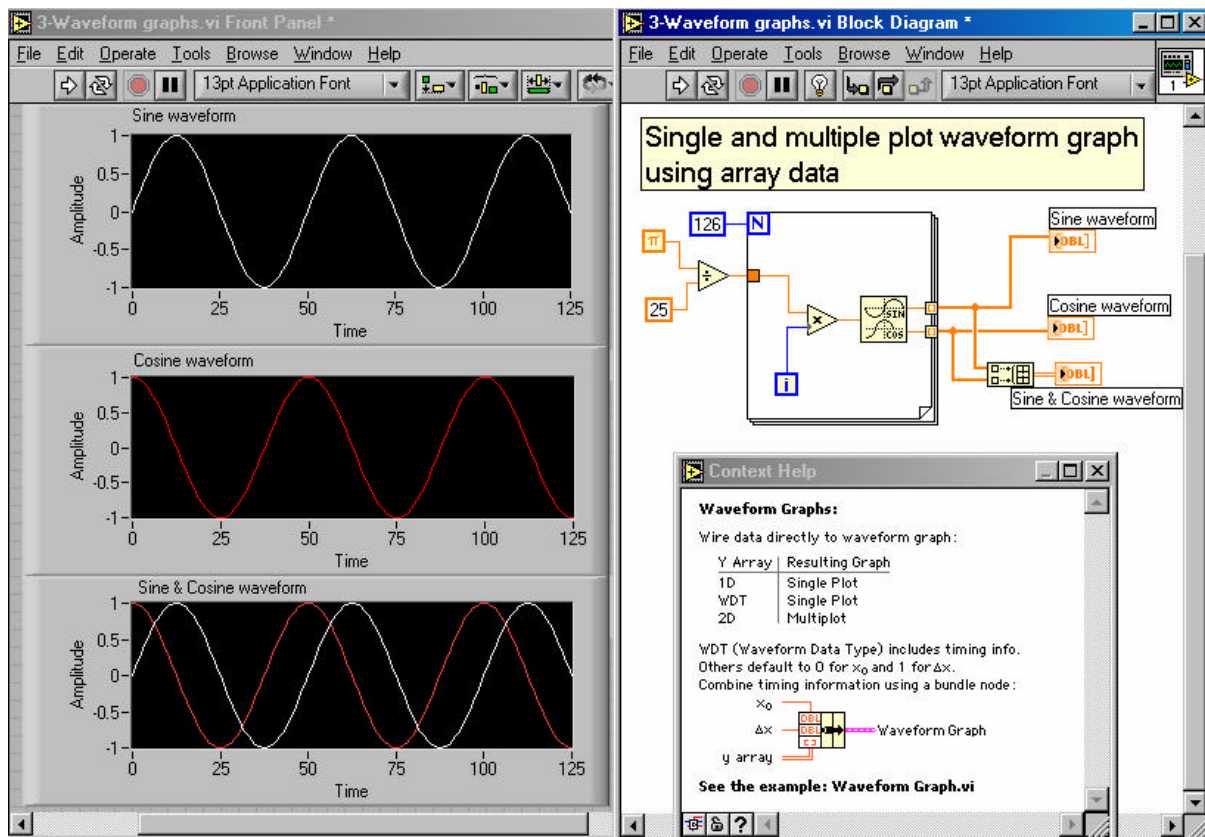 3-Waveform graphs.vi Front Panel *
File Edit Operate Tools Browse Window Help
13pt Application Font
Sine waveform
Amplitude
1
0.5
0
-0.5
-1
0 25 50 75 100 125
Time
Cosine waveform
Amplitude
1
0.5
0
-0.5
-1
0 25 50 75 100 125
Time
Sine & Cosine waveform
Amplitude
1
0.5
0
-0.5
-1
0 25 50 75 100 125
Time
3-Waveform graphs.vi Block Diagram *
File Edit Operate Tools Browse Window Help
13pt Application Font
1
Single and multiple plot waveform graph
using array data
126 N
π
÷
25
x
i
SIN
COS
Sine waveform
DBL]
Cosine waveform
DBL]
DBL]
Sine & Cosine waveform
Context Help
Waveform Graphs:
Wire data directly to waveform graph:
Y Array Resulting Graph
1D Single Plot
WDT Single Plot
2D Multiplot
WDT (Waveform Data Type) includes timing info.
Others default to 0 for x₀ and 1 for Δx.
Combine timing information using a bundle node:
x₀
DBL
Δx DBL Waveform Graph
y array
See the example: Waveform Graph.vi
?